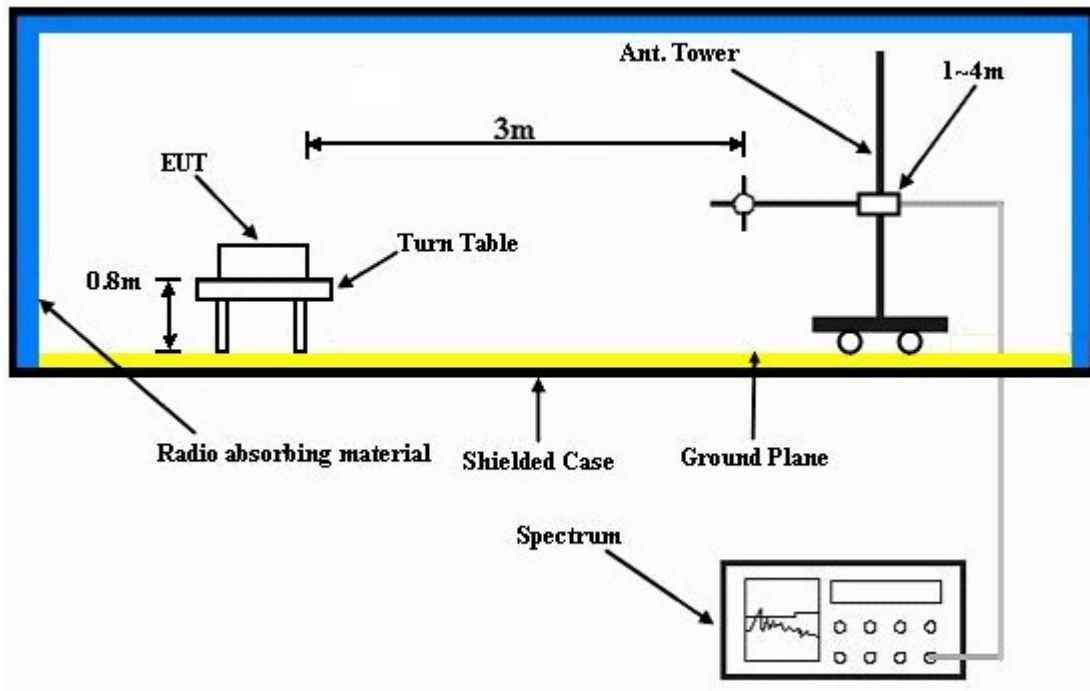 Ant. Tower
1~4m
3m
EUT
Turn Table
0.8m
Radio absorbing material
Shielded Case
Ground Plane
Spectrum